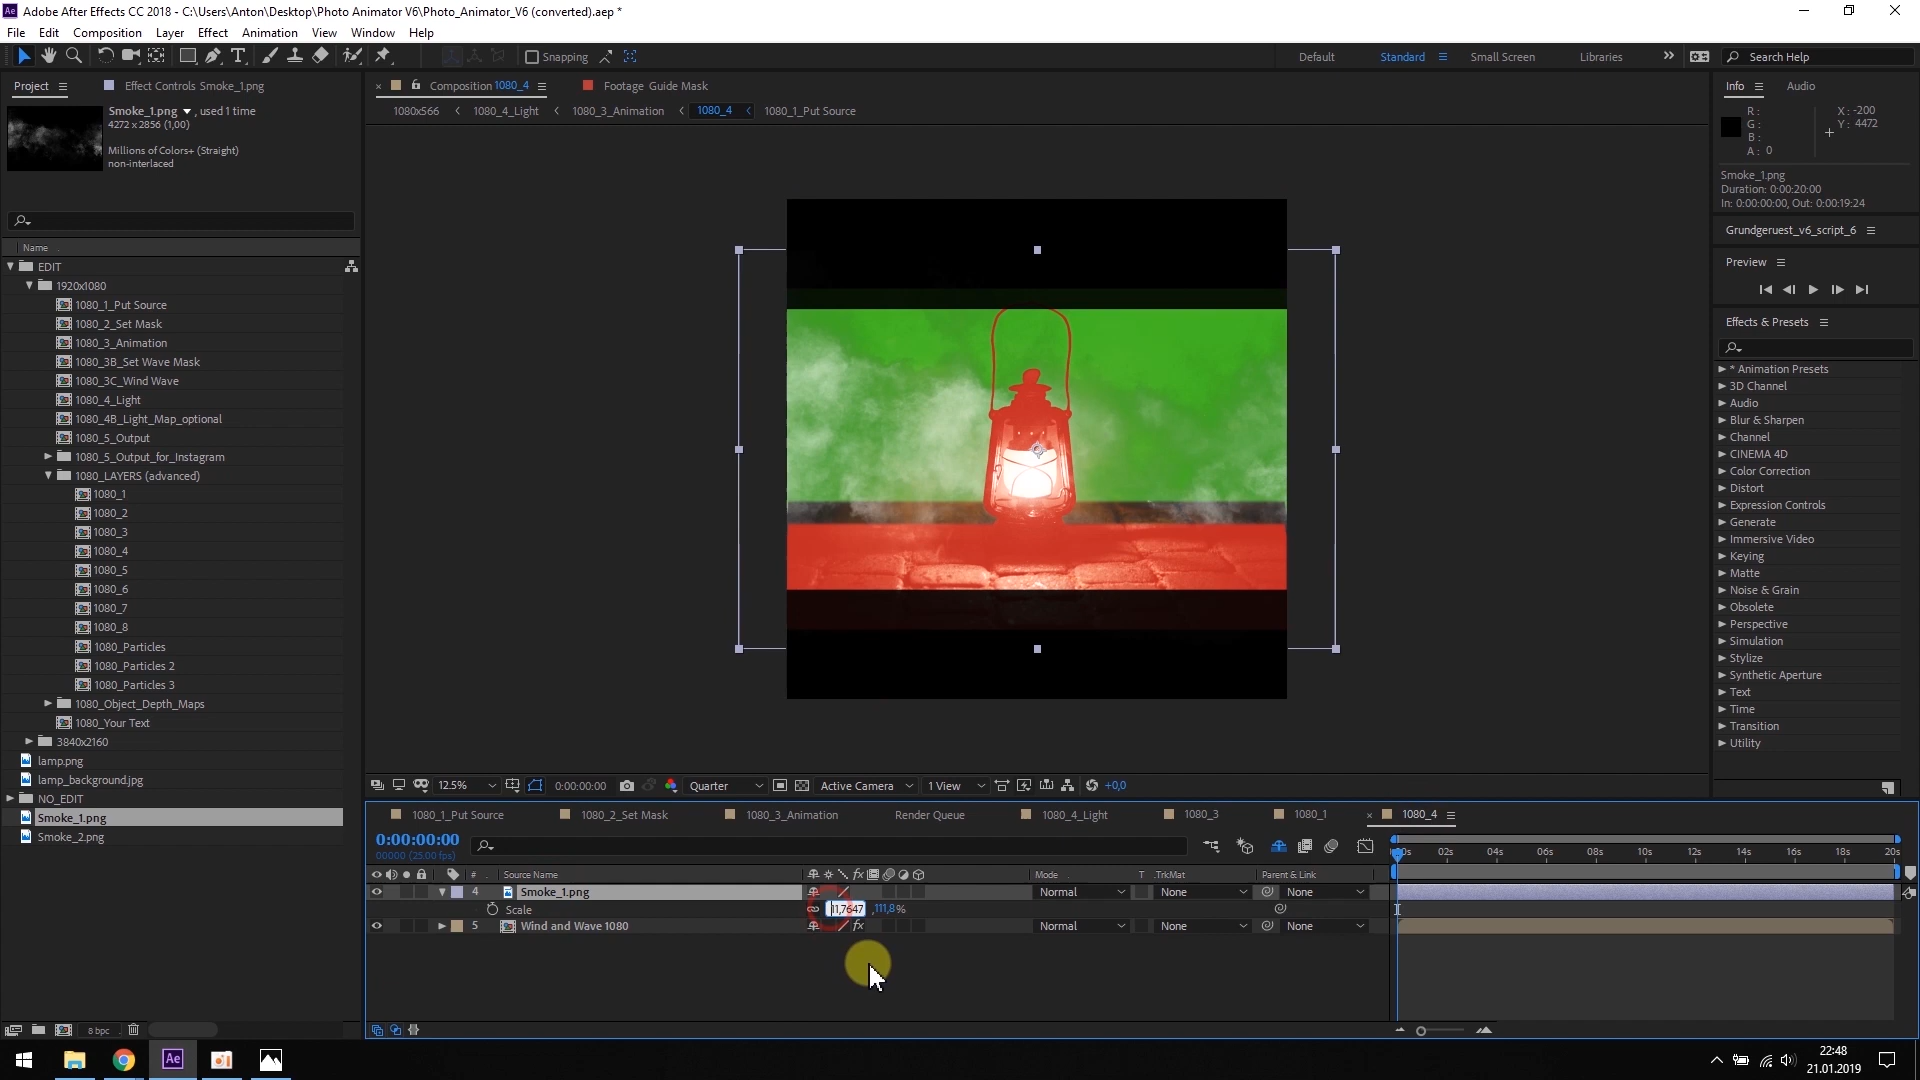 Adobe After Effects CC 2018 - C:\Users\Anton\Desktop\Photo Animator V6\Photo_Animator_V6 (converted).aep *
File Edit Composition Layer Effect Animation View Window Help
Snapping Default Standard Small Screen Libraries Search Help
Project Effect Controls Smoke_1.png
Smoke_1.png , used 1 time
4272 x 2856 (1,00)
Millions of Colors+ (Straight)
non-interlaced
Name
EDIT
1920x1080
1080_1_Put Source
1080_2_Set Mask
1080_3_Animation
1080_3B_Set Wave Mask
1080_3C_Wind Wave
1080_4_Light
1080_4B_Light_Map_optional
1080_5_Output
1080_5_Output_for_Instagram
1080_LAYERS (advanced)
1080_1
1080_2
1080_3
1080_4
1080_5
1080_6
1080_7
1080_8
1080_Particles
1080_Particles 2
1080_Particles 3
1080_Object_Depth_Maps
1080_Your Text
3840x2160
lamp.png
lamp_background.jpg
NO_EDIT
Smoke_1.png
Smoke_2.png
8 bpc
Composition 1080_4 Footage Guide Mask
1080x566 1080_4_Light 1080_3_Animation 1080_4 1080_1_Put Source
12.5% 0:00:00:00 Quarter Active Camera 1 View +0,0
Info Audio
R: X: -200
G: Y: 4472
B:
A: 0
Smoke_1.png
Duration: 0:00:20:00
In: 0:00:00:00, Out: 0:00:19:24
Grundgeruest_v6_script_6
Preview
Effects & Presets
* Animation Presets
3D Channel
Audio
Blur & Sharpen
Channel
CINEMA 4D
Color Correction
Distort
Expression Controls
Generate
Immersive Video
Keying
Matte
Noise & Grain
Obsolete
Perspective
Simulation
Stylize
Synthetic Aperture
Text
Time
Transition
Utility
1080_1_Put Source 1080_2_Set Mask 1080_3_Animation Render Queue 1080_4_Light 1080_3 1080_1 1080_4
0:00:00:00
00000 (25.00 fps)
02s 04s 06s 08s 10s 12s 14s 16s 18s 20s
# Source Name Mode T .TrkMat Parent & Link
4 Smoke_1.png Normal None None
Scale 11,7647 ,111,8%
5 Wind and Wave 1080 Normal None None
22:48
21.01.2019